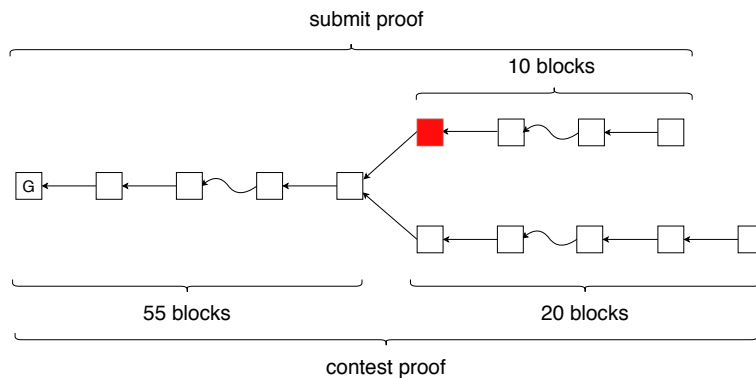 submit proof
10 blocks
G
55 blocks
20 blocks
contest proof